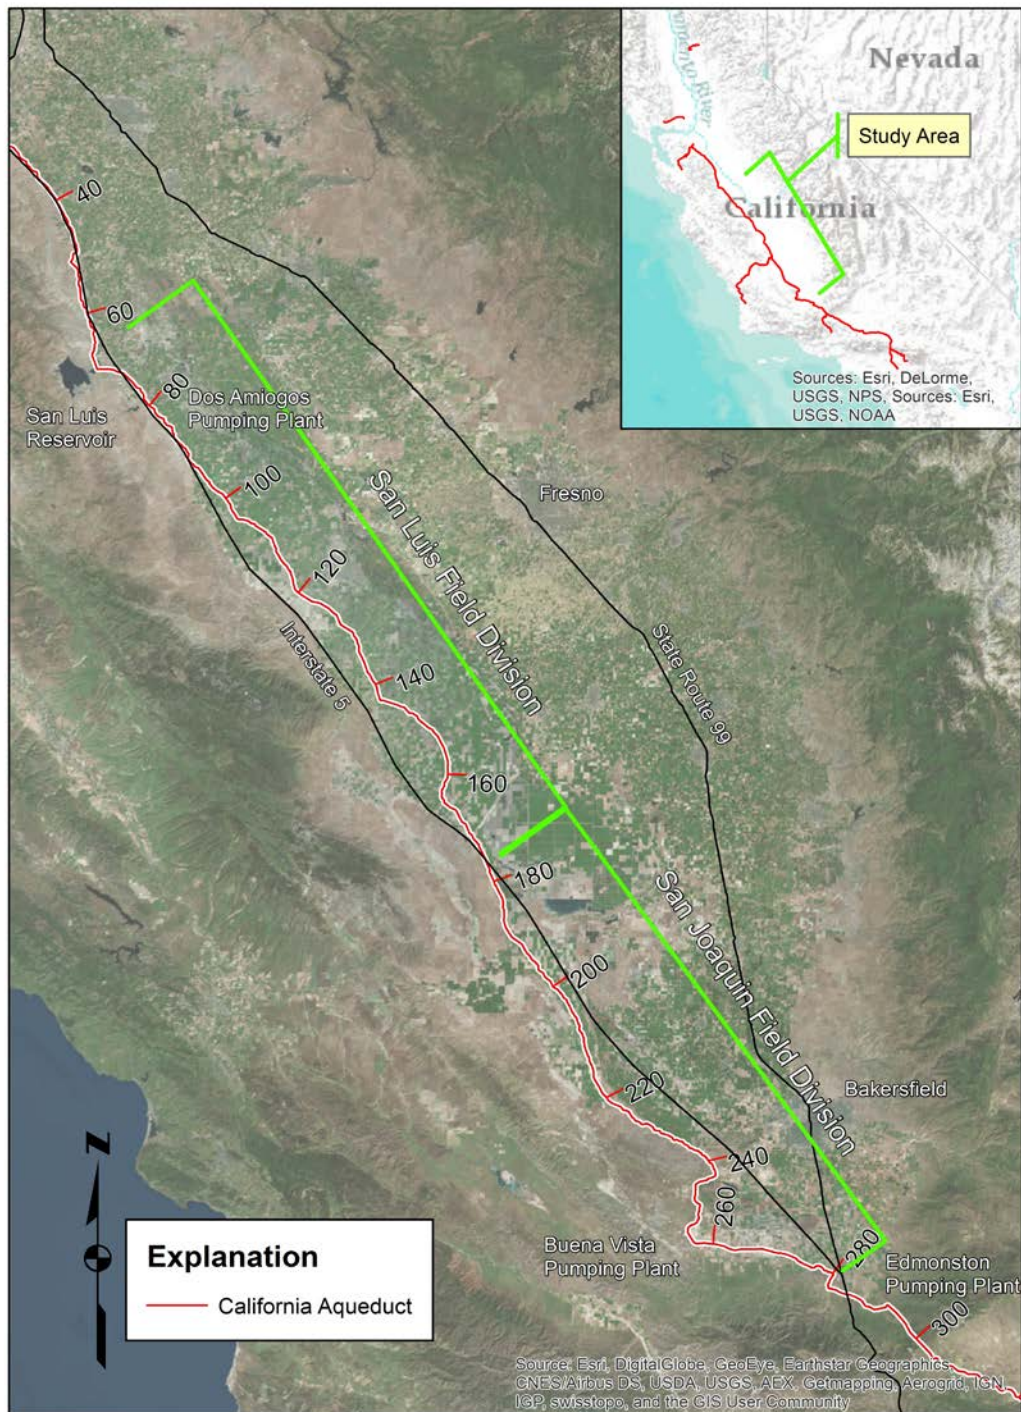 Nevada
Study Area
California
Sources: Esri, DeLorme,
USGS, NPS, Sources: Esri,
USGS, NOAA
40
60
80
Dos Amiogos
Pumping Plant
San Luis
Reservoir
100
Fresno
San Luis Field Division
120
Interstate 5
State Route 99
140
160
180
San Joaquin Field Division
200
220
Bakersfield
240
260
Buena Vista
Pumping Plant
280
Edmonston
Pumping Plant
300
Z
Explanation
California Aqueduct
Source: Esri, DigitalGlobe, GeoEye, Earthstar Geographics,
CNES/Airbus DS, USDA, USGS, AEX, Getmapping, Aerogrid, IGN,
IGP, swisstopo, and the GIS User Community